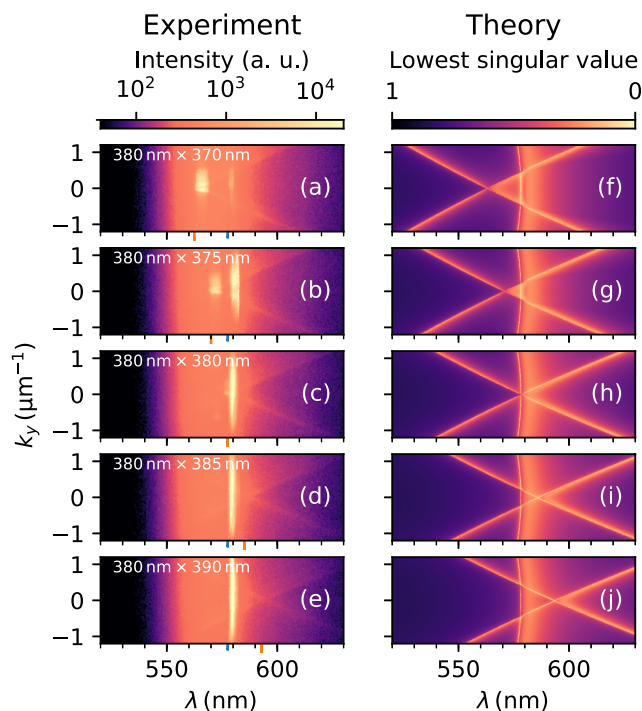 Experiment
Theory
Intensity (a. u.)
Lowest singular value
10² 10³ 10⁴
1 0
380 nm × 370 nm
(a)
(f)
1
0
−1
380 nm × 375 nm
(b)
(g)
1
0
−1
380 nm × 380 nm
(c)
(h)
1
0
−1
380 nm × 385 nm
(d)
(i)
1
0
−1
380 nm × 390 nm
(e)
(j)
1
0
−1
k_y (μm⁻¹)
550 600
550 600
λ (nm)
λ (nm)